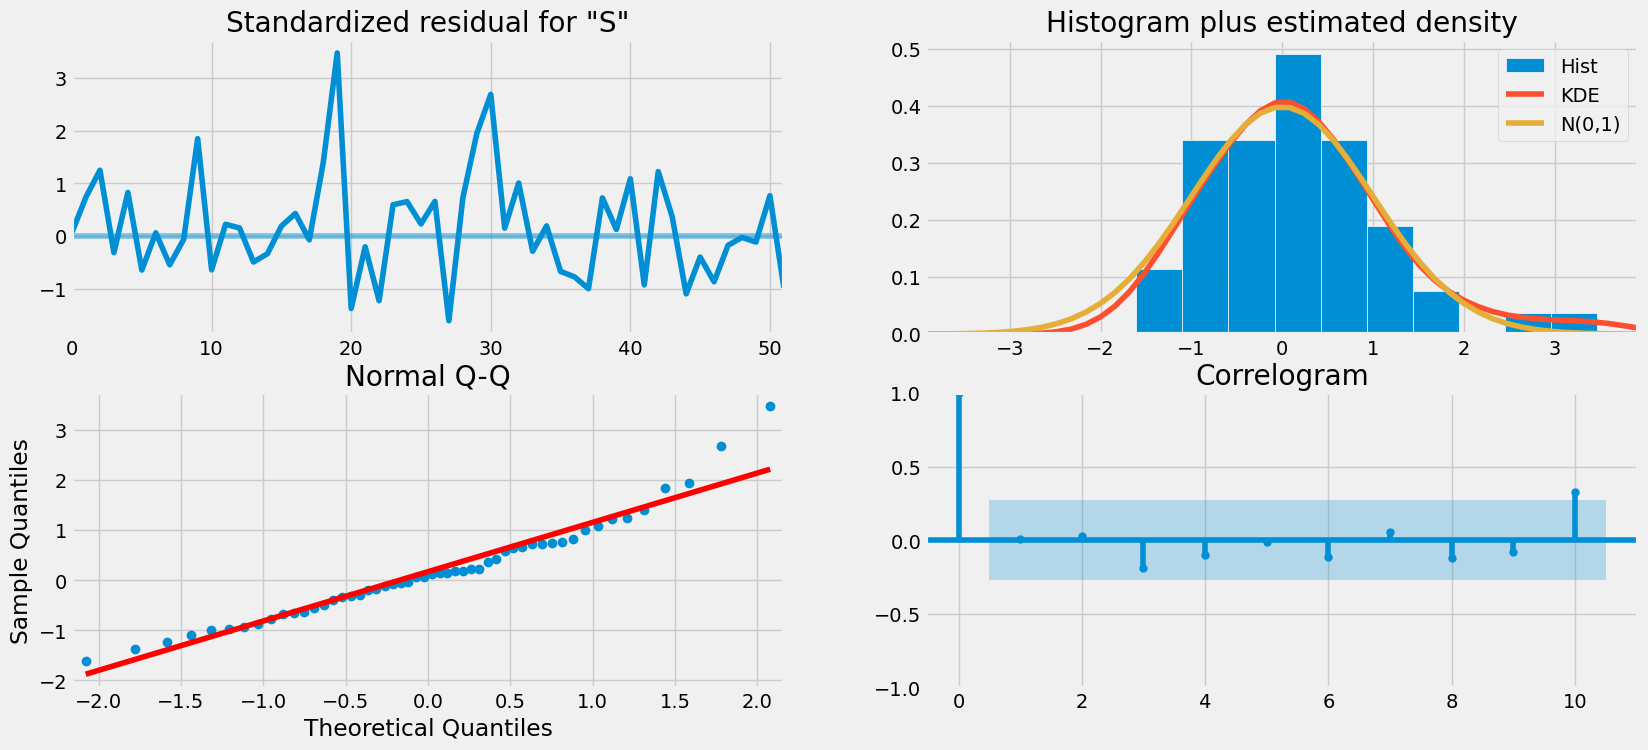 Standardized residual for "S"
3
2
1
0
−1
0 10 20 30 40 50
Histogram plus estimated density
0.5
0.4
0.3
0.2
0.1
0.0
−3 −2 −1 0 1 2 3
Hist
KDE
N(0,1)
Normal Q-Q
Sample Quantiles
3
2
1
0
−1
−2
−2.0 −1.5 −1.0 −0.5 0.0 0.5 1.0 1.5 2.0
Theoretical Quantiles
Correlogram
1.0
0.5
0.0
−0.5
−1.0
0 2 4 6 8 10